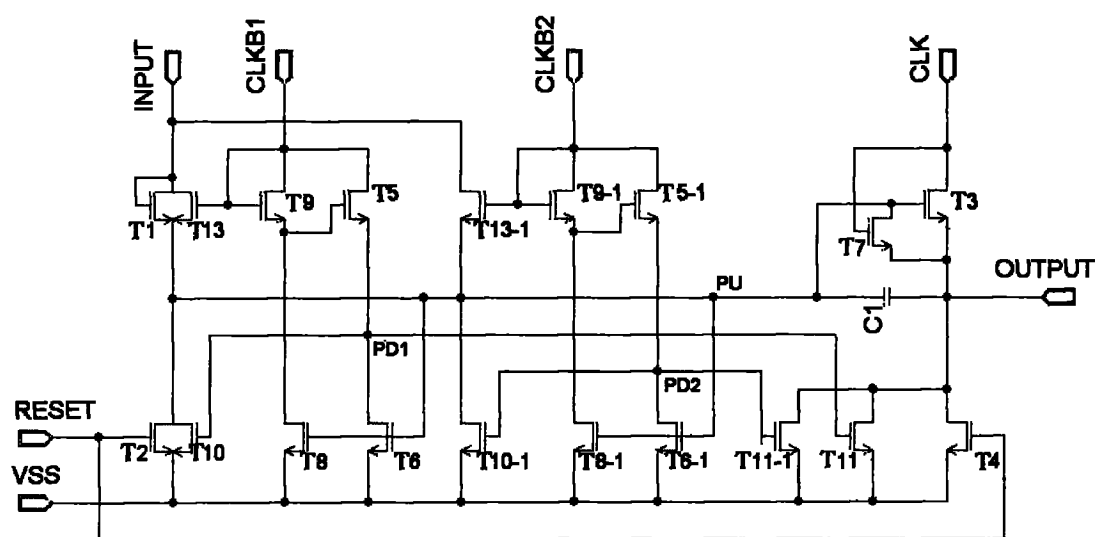 INPUT
CLKB1
CLKB2
CLK
T1
T13
T9
T5
T13-1
T9-1
T5-1
T3
T7
OUTPUT
PU
C1
PD1
PD2
RESET
T2
T10
T8
T6
T10-1
T8-1
T6-1
T11-1
T11
T4
VSS